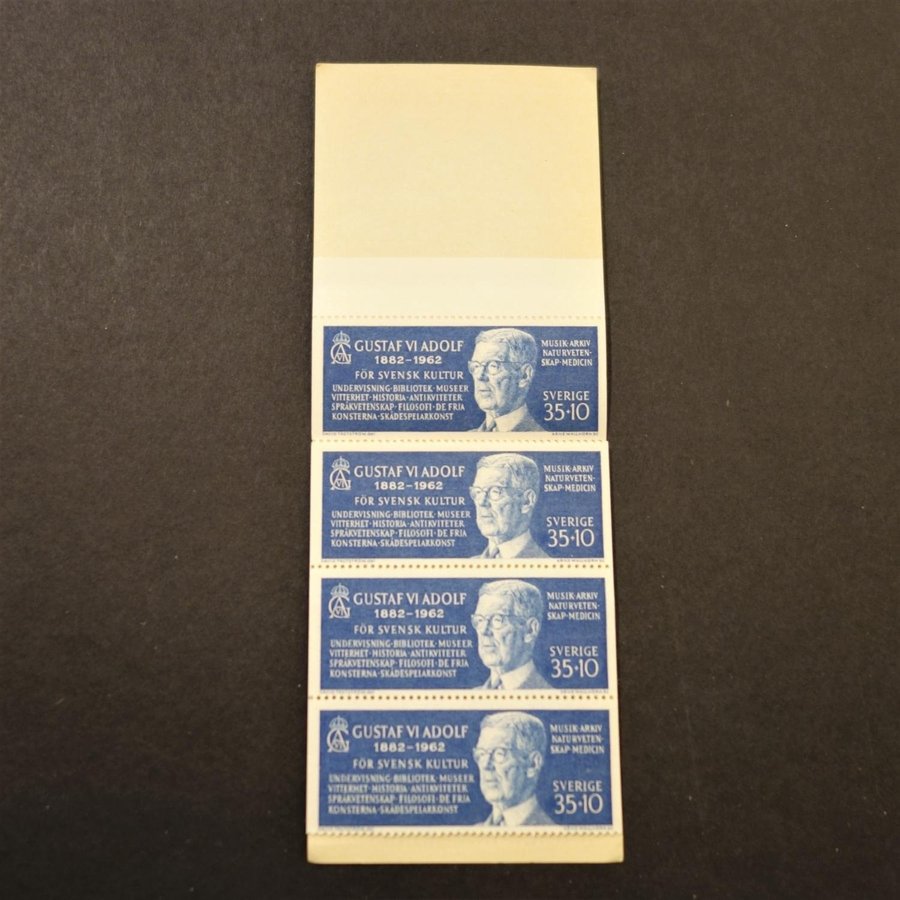 GUSTAF VI ADOLF
1882-1962
FÖR SVENSK KULTUR
UNDERVISNING·BIBLIOTEK·MUSEER
VITTERHET·HISTORIA·ANTIKVITETER
SPRÅKVETENSKAP·FILOSOFI·DE FRIA
KONSTERNA·SKÅDESPELARKONST
MUSIK·ARKIV
NATURVETEN-
SKAP·MEDICIN
SVERIGE
35+10
GUSTAF VI ADOLF
1882-1962
FÖR SVENSK KULTUR
UNDERVISNING·BIBLIOTEK·MUSEER
VITTERHET·HISTORIA·ANTIKVITETER
SPRÅKVETENSKAP·FILOSOFI·DE FRIA
KONSTERNA·SKÅDESPELARKONST
MUSIK·ARKIV
NATURVETEN-
SKAP·MEDICIN
SVERIGE
35+10
GUSTAF VI ADOLF
1882-1962
FÖR SVENSK KULTUR
UNDERVISNING·BIBLIOTEK·MUSEER
VITTERHET·HISTORIA·ANTIKVITETER
SPRÅKVETENSKAP·FILOSOFI·DE FRIA
KONSTERNA·SKÅDESPELARKONST
MUSIK·ARKIV
NATURVETEN-
SKAP·MEDICIN
SVERIGE
35+10
GUSTAF VI ADOLF
1882-1962
FÖR SVENSK KULTUR
UNDERVISNING·BIBLIOTEK·MUSEER
VITTERHET·HISTORIA·ANTIKVITETER
SPRÅKVETENSKAP·FILOSOFI·DE FRIA
KONSTERNA·SKÅDESPELARKONST
MUSIK·ARKIV
NATURVETEN-
SKAP·MEDICIN
SVERIGE
35+10